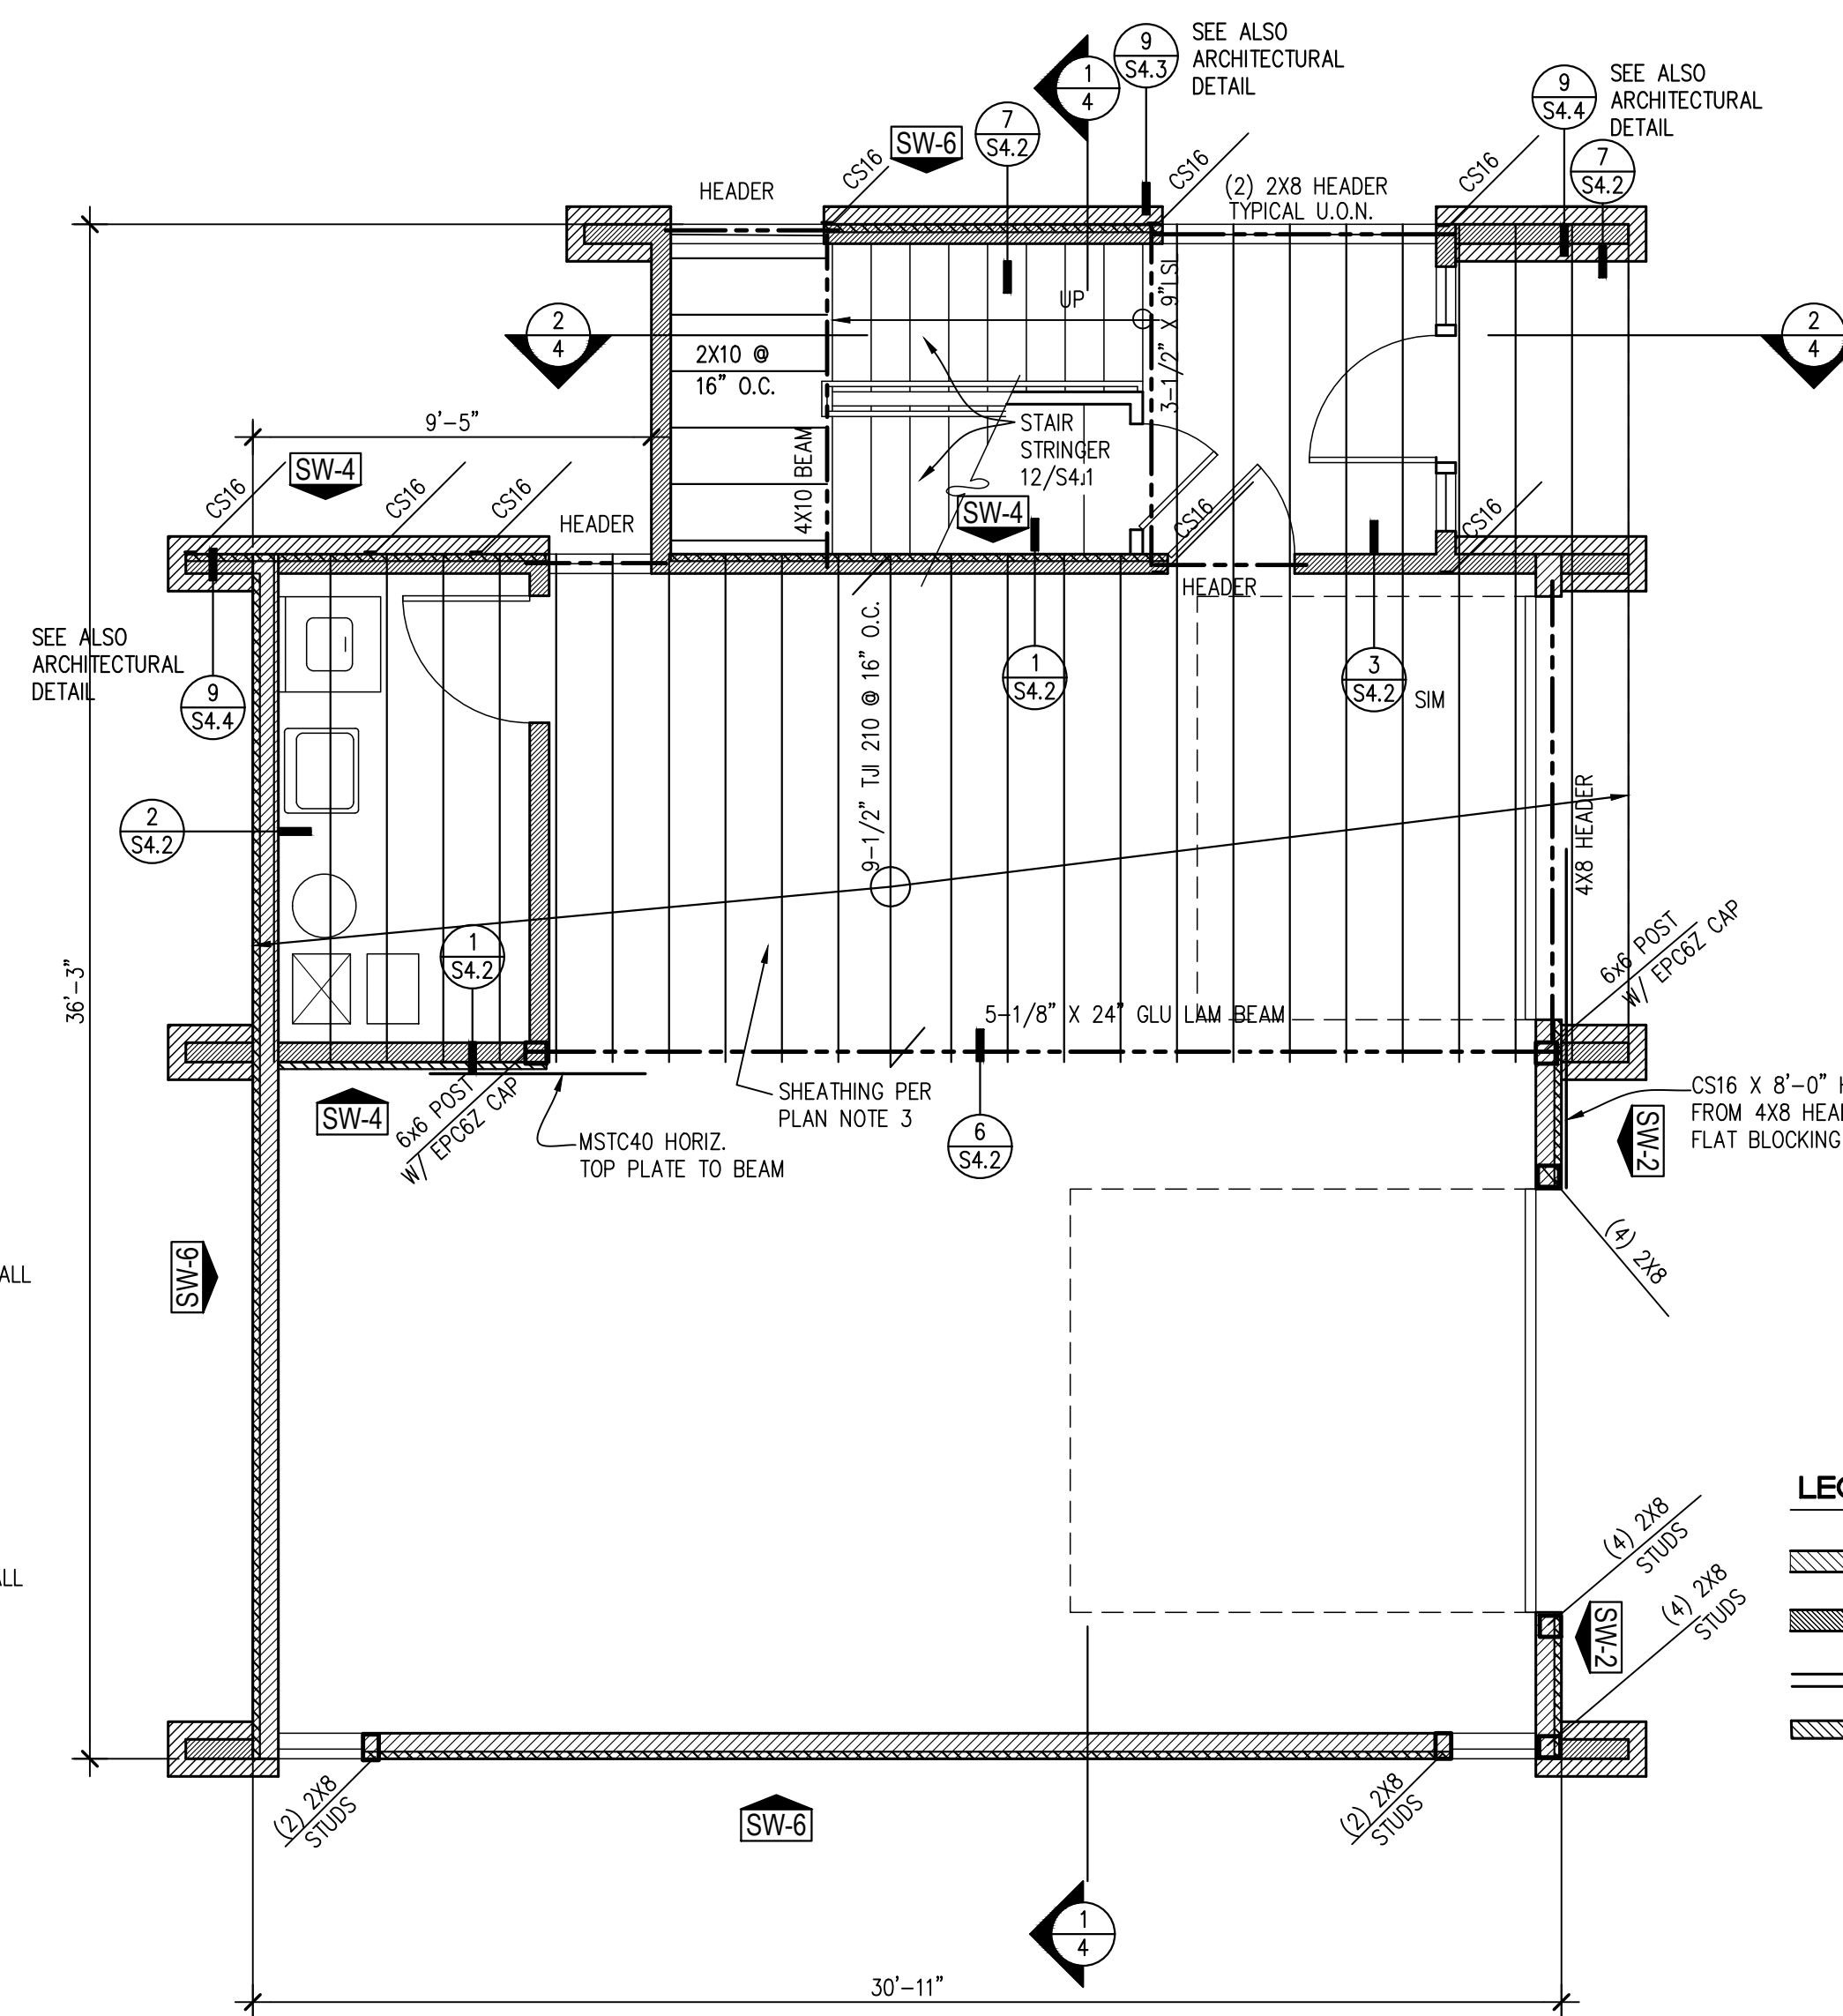 9
S4.3
SEE ALSO
ARCHITECTURAL
DETAIL
1
4
9
S4.4
SEE ALSO
ARCHITECTURAL
DETAIL
7
S4.2
SW-6
7
S4.2
CS16
CS16
CS16
HEADER
(2) 2X8 HEADER
TYPICAL U.O.N.
2
4
UP
3-1/2" X 9" LSL
2
4
2X10 @
16" O.C.
9'-5"
4X10 BEAM
STAIR
STRINGER
12/S4.1
SW-4
SW-4
CS16
CS16
CS16
HEADER
CS16
CS16
HEADER
SEE ALSO
ARCHITECTURAL
DETAIL
9
S4.4
9-1/2" TJI 210 @ 16" O.C.
1
S4.2
3
S4.2
SIM
2
S4.2
4X8 HEADER
1
S4.2
36'-3"
6x6 POST
W/ EPC6Z CAP
5-1/8" X 24" GLU LAM BEAM
SHEATHING PER
PLAN NOTE 3
SW-4
6x6 POST
W/ EPC6Z CAP
MSTC40 HORIZ.
TOP PLATE TO BEAM
6
S4.2
CS16 X 8'-0"
FROM 4X8
FLAT BLOCKING
SW-2
(4) 2X8
SW-6
ALL
(4) 2X8
STUDS
(4) 2X8
STUDS
SW-2
ALL
(2) 2X8
STUDS
SW-6
(2) 2X8
STUDS
1
4
30'-11"